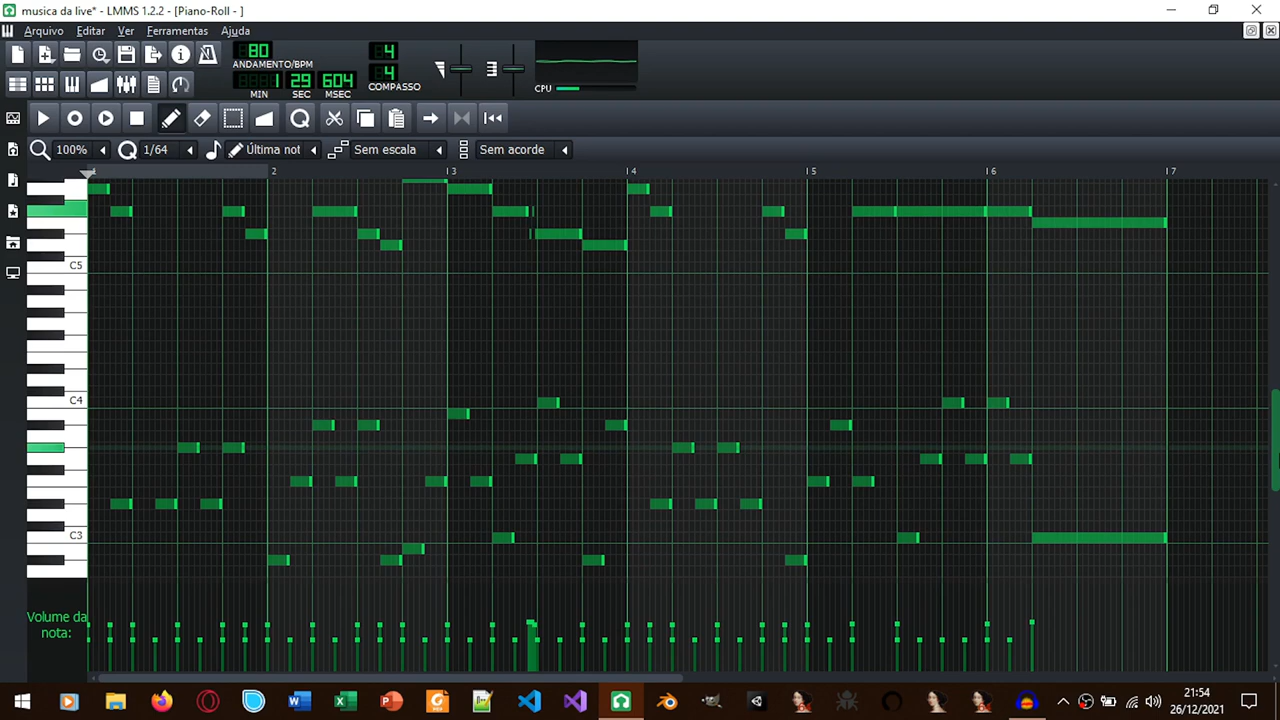 musica da live* - LMMS 1.2.2 - [Piano-Roll - ]
Arquivo Editar Ver Ferramentas Ajuda
80
ANDAMENTO/BPM
4
4
COMPASSO
1 29 604
MIN SEC MSEC
CPU
100% 1/64 Última not Sem escala Sem acorde
1 2 3 4 5 6 7
C5
C4
C3
Volume da
nota:
21:54
26/12/2021